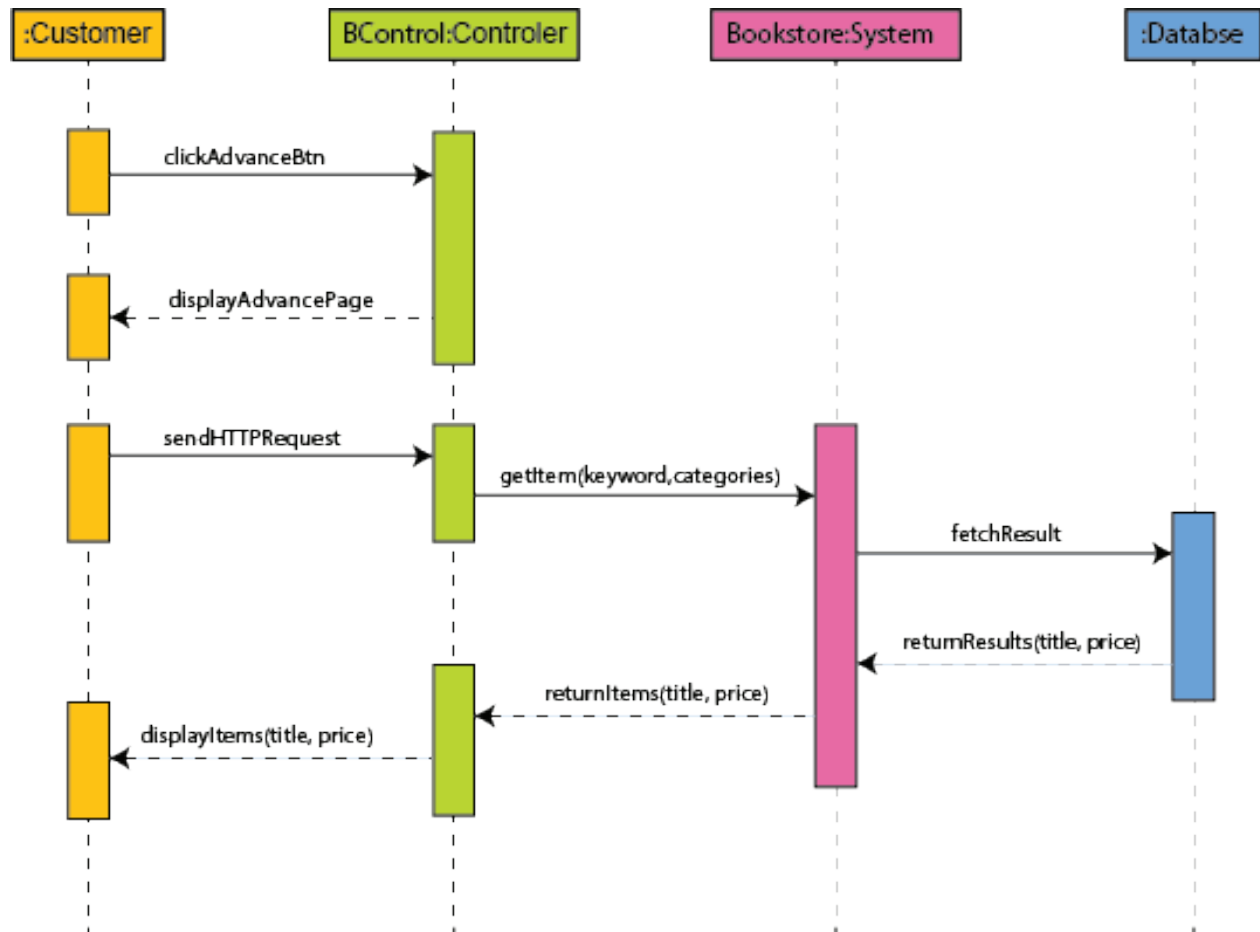 :Customer
BControl:Controler
Bookstore:System
:Databse
clickAdvanceBtn
displayAdvancePage
sendHTTPRequest
getItem(keyword,categories)
fetchResult
returnResults(title, price)
returnItems(title, price)
displayItems(title, price)